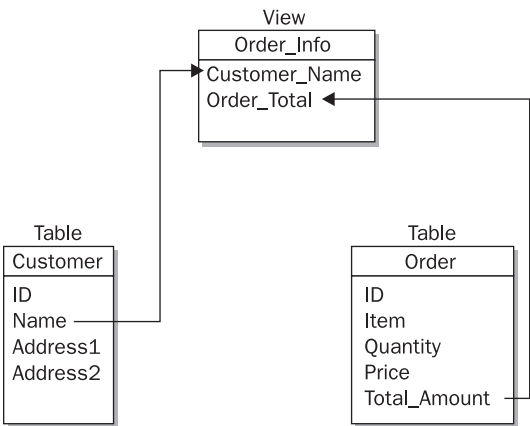 View
Order_Info
Customer_Name
Order_Total
Table
Customer
ID
Name
Address1
Address2
Table
Order
ID
Item
Quantity
Price
Total_Amount